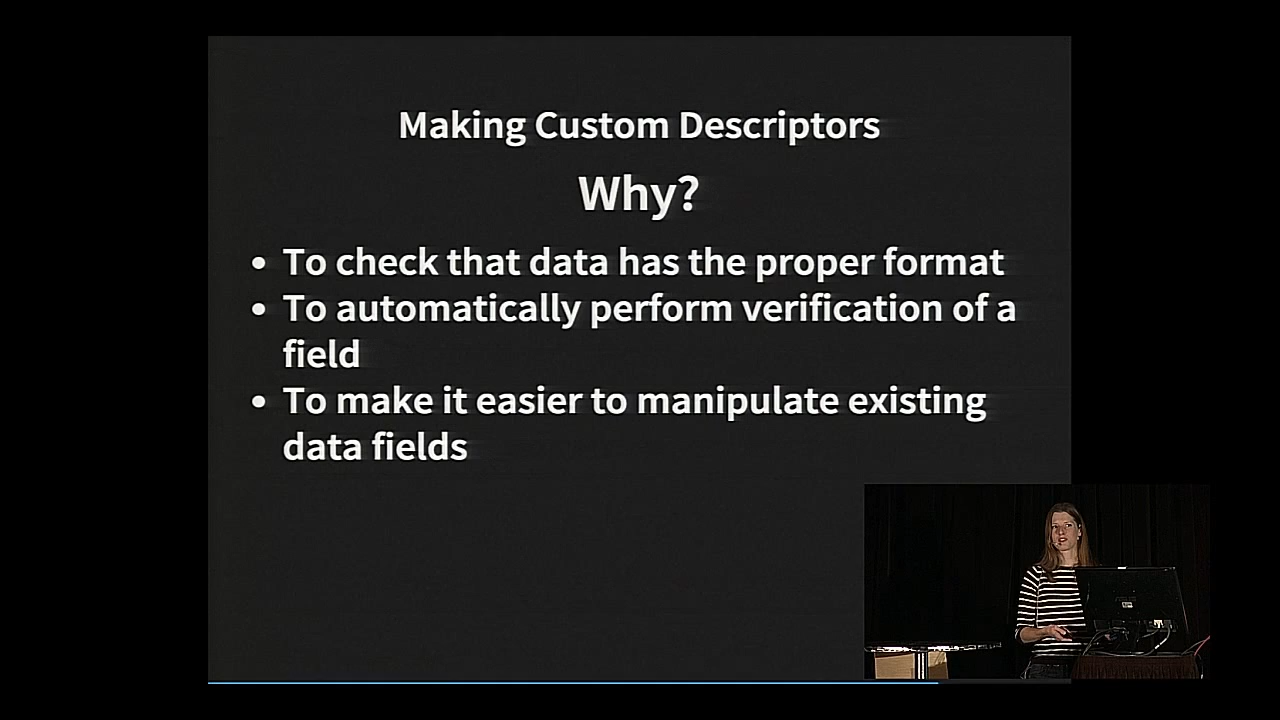 Making Custom Descriptors
Why?
• To check that data has the proper format
• To automatically perform verification of a
field
• To make it easier to manipulate existing
data fields